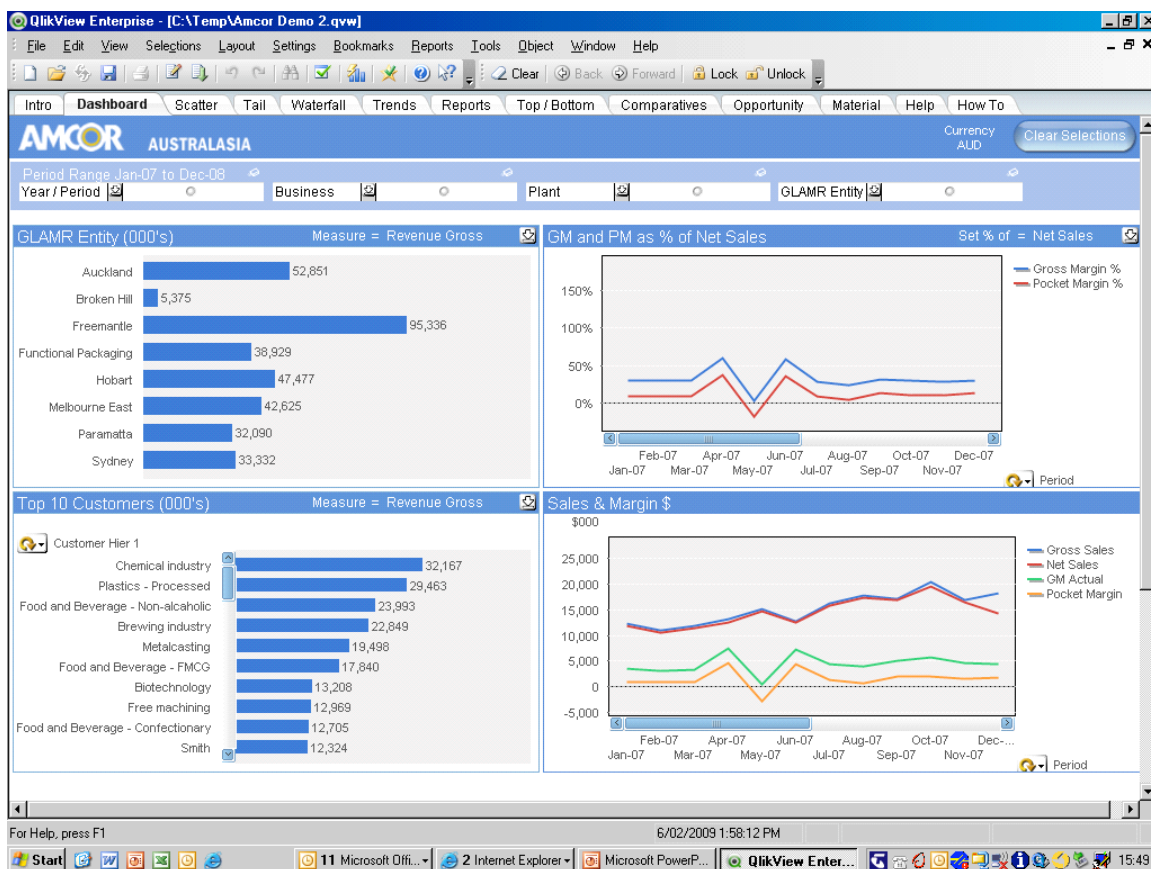 QlikView Enterprise - [C:\Temp\Amcor Demo 2.qvw]
File Edit View Selections Layout Settings Bookmarks Reports Tools Object Window Help
Clear Back Forward Lock Unlock
Intro Dashboard Scatter Tail Waterfall Trends Reports Top / Bottom Comparatives Opportunity Material Help How To
AMCOR AUSTRALASIA
Currency
AUD
Clear Selections
Period Range Jan-07 to Dec-08
Year / Period Business Plant GLAMR Entity
GLAMR Entity (000's) Measure = Revenue Gross
Auckland 52,851
Broken Hill 5,375
Freemantle 95,336
Functional Packaging 38,929
Hobart 47,477
Melbourne East 42,625
Paramatta 32,090
Sydney 33,332
GM and PM as % of Net Sales Set % of = Net Sales
Gross Margin %
Pocket Margin %
150%
100%
50%
0%
Feb-07 Apr-07 Jun-07 Aug-07 Oct-07 Dec-07
Jan-07 Mar-07 May-07 Jul-07 Sep-07 Nov-07
Period
Top 10 Customers (000's) Measure = Revenue Gross
Customer Hier 1
Chemical industry 32,167
Plastics - Processed 29,463
Food and Beverage - Non-alcaholic 23,993
Brewing industry 22,849
Metalcasting 19,498
Food and Beverage - FMCG 17,840
Biotechnology 13,208
Free machining 12,969
Food and Beverage - Confectionary 12,705
Smith 12,324
Sales & Margin $
$000
25,000
20,000
15,000
10,000
5,000
0
-5,000
Gross Sales
Net Sales
GM Actual
Pocket Margin
Feb-07 Apr-07 Jun-07 Aug-07 Oct-07 Dec-...
Jan-07 Mar-07 May-07 Jul-07 Sep-07 Nov-07
Period
For Help, press F1
6/02/2009 1:58:12 PM
Start 11 Microsoft Offi... 2 Internet Explorer Microsoft PowerP... QlikView Enter... 15:49